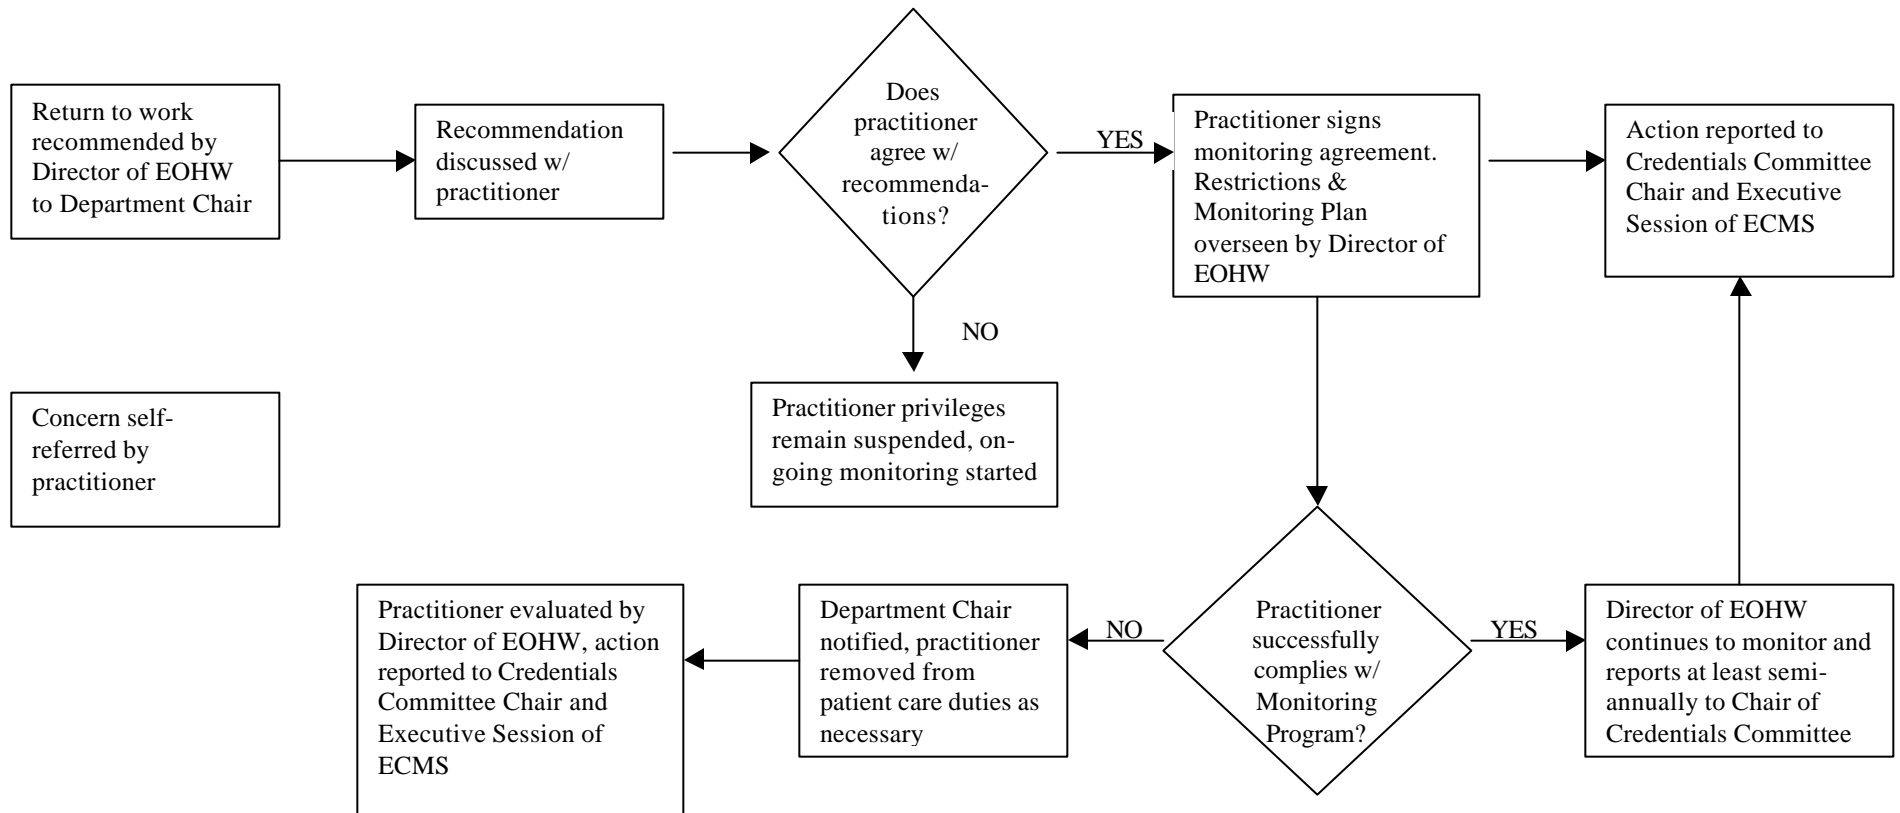 Return to work
recommended by
Director of EOHW
to Department Chair
Recommendation
discussed w/
practitioner
Does
practitioner
agree w/
recommenda-
tions?
YES
Practitioner signs
monitoring agreement.
Restrictions &
Monitoring Plan
overseen by Director of
EOHW
Action reported to
Credentials Committee
Chair and Executive
Session of ECMS
NO
Practitioner privileges
remain suspended, on-
going monitoring started
Concern self-
referred by
practitioner
Practitioner evaluated by
Director of EOHW, action
reported to Credentials
Committee Chair and
Executive Session of
ECMS
Department Chair
notified, practitioner
removed from
patient care duties as
necessary
NO
Practitioner
successfully
complies w/
Monitoring
Program?
YES
Director of EOHW
continues to monitor and
reports at least semi-
annually to Chair of
Credentials Committee